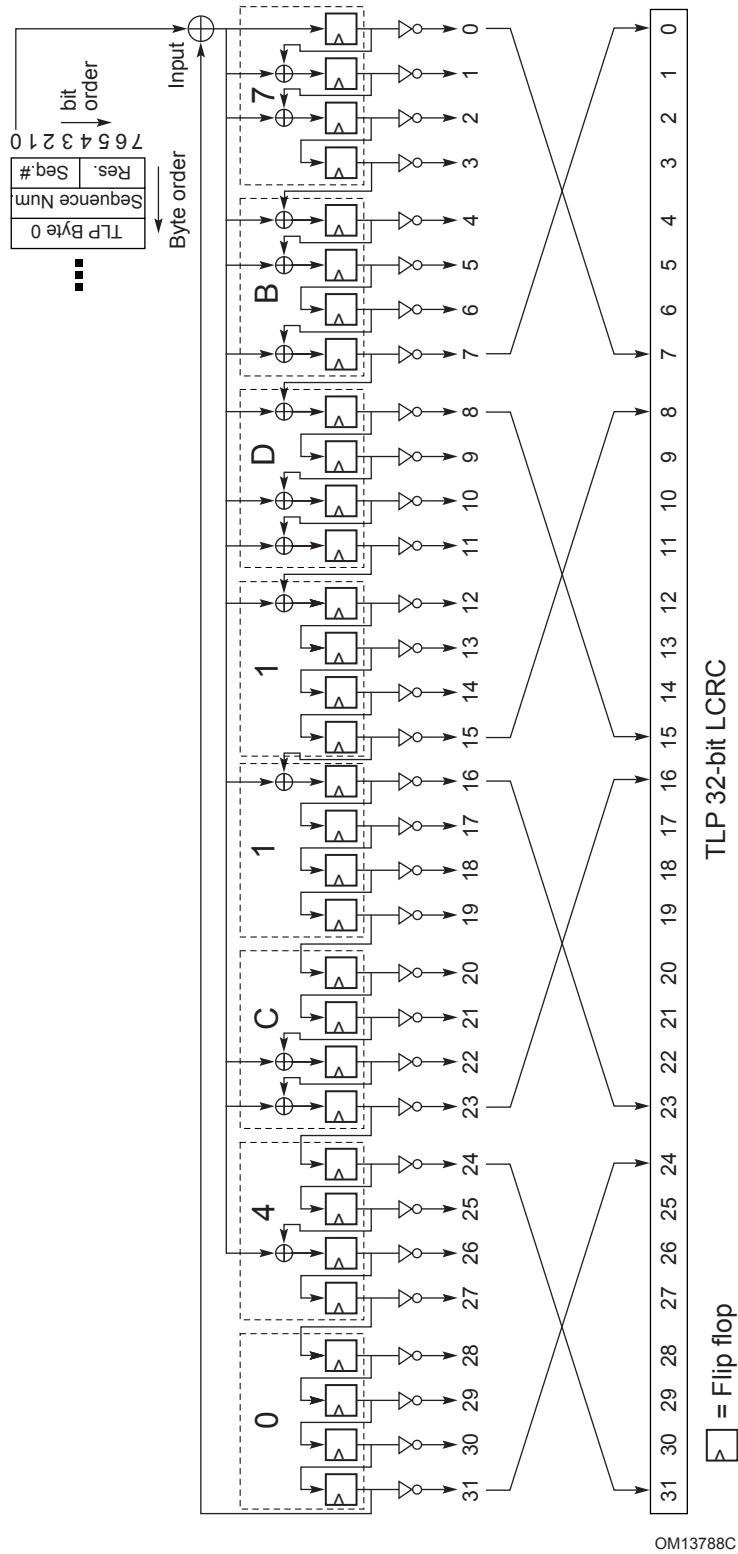 OM13788C
= Flip flop
TLP 32-bit LCRC
Input
bit order
Byte order
7 6 5 4 3 2 1 0
Res. Seq.#
Sequence Num.
TLP Byte 0
0 4 C 1 1 D B 7
31 30 29 28 27 26 25 24 23 22 21 20 19 18 17 16 15 14 13 12 11 10 9 8 7 6 5 4 3 2 1 0
31 30 29 28 27 26 25 24 23 22 21 20 19 18 17 16 15 14 13 12 11 10 9 8 7 6 5 4 3 2 1 0